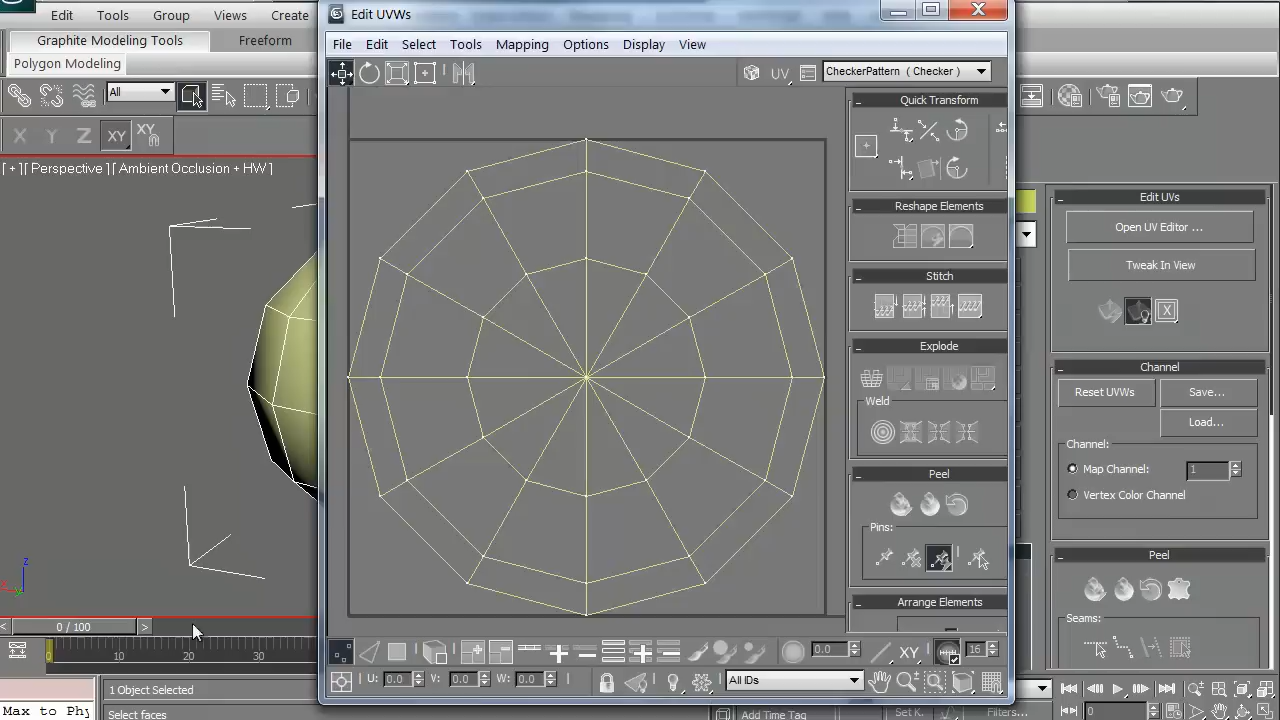 Edit UVWs
Edit Tools Group Views Create
File Edit Select Tools Mapping Options Display View
Graphite Modeling Tools Freeform
Polygon Modeling
UV CheckerPattern ( Checker )
All
X Y Z XY XY
[ + ][ Perspective ][ Ambient Occlusion + HW ]
Quick Transform
Reshape Elements
Stitch
Explode
Weld
Peel
Pins:
Arrange Elements
Edit UVs
Open UV Editor ...
Tweak In View
Channel
Reset UVWs Save...
Load...
Channel:
Map Channel: 1
Vertex Color Channel
Peel
Seams:
z
y
< 0 / 100 >
0 10 20 30
0.0 XY 16
U: 0.0 V: 0.0 W: 0.0 All IDs
1 Object Selected
Max to Phy
Select faces
Add Time Tag
Set K.
Filters...
0